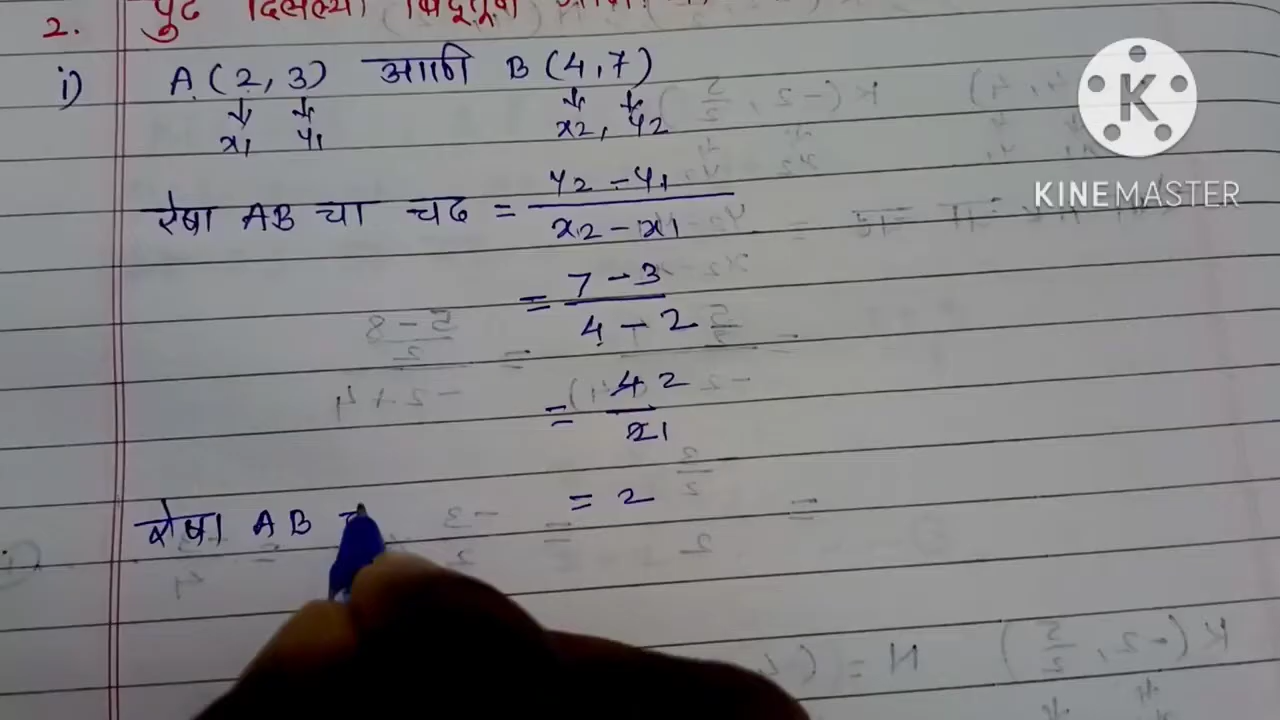 2. पुढे दिलेल्या बिंदूतून
i) A (2, 3) आणि B (4, 7)
x1 y1 x2, y2
रेषा AB चा चढ = y2 - y1 / x2 - x1
= 7 - 3 / 4 - 2
= 4 2 / 2 1
= 2
रेषा AB
K
KINEMASTER